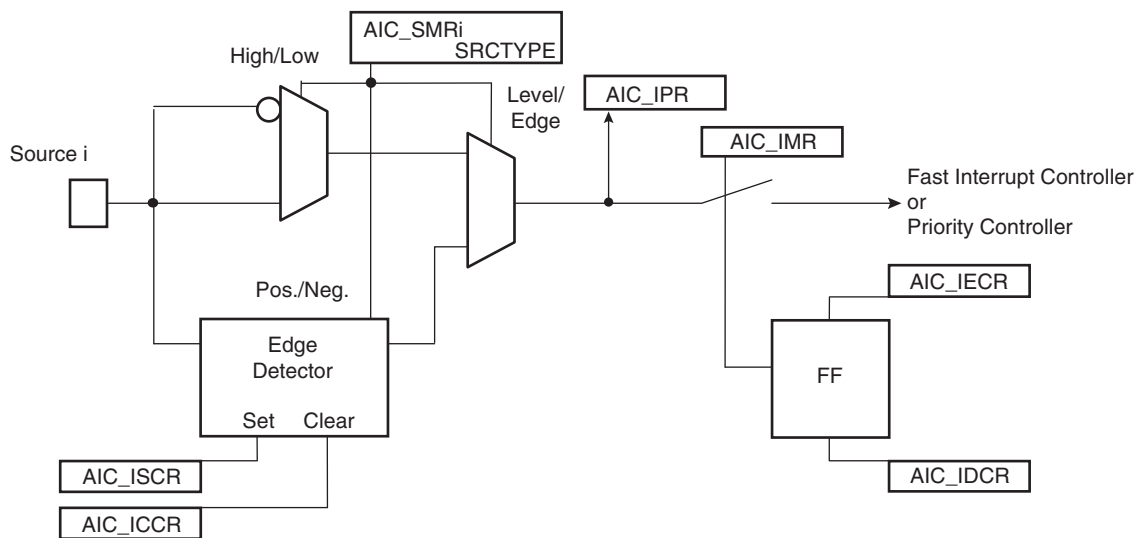 AIC_SMRi
SRCTYPE
High/Low
Level/
Edge
AIC_IPR
AIC_IMR
Source i
Fast Interrupt Controller
or
Priority Controller
Pos./Neg.
AIC_IECR
Edge
Detector
FF
Set Clear
AIC_ISCR
AIC_IDCR
AIC_ICCR